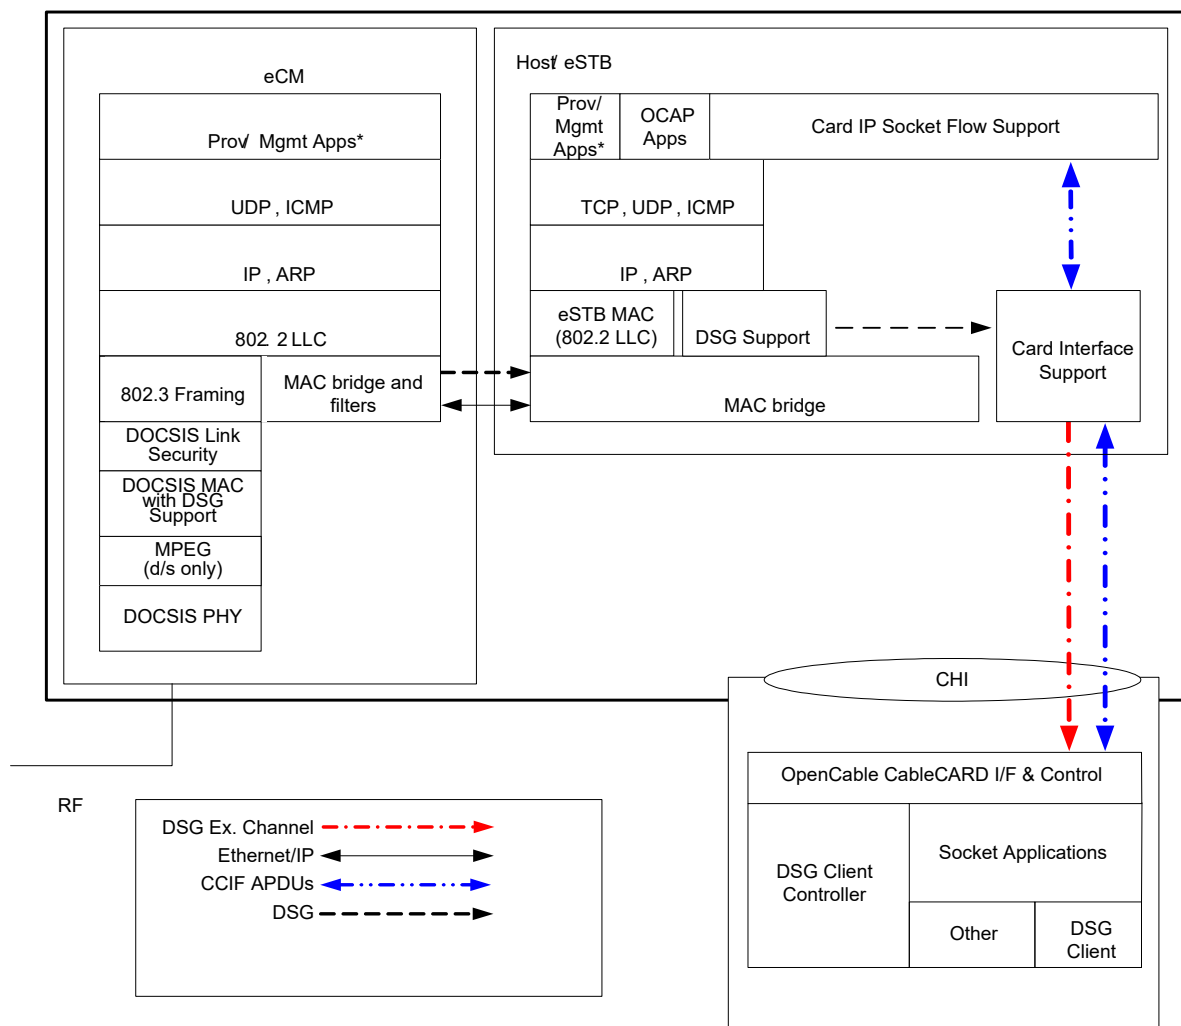 eCM
Prov/ Mgmt Apps*
UDP , ICMP
IP , ARP
802. 2 LLC
802.3 Framing
MAC bridge and
filters
DOCSIS Link
Security
DOCSIS MAC
with DSG
Support
MPEG
(d/s only)
DOCSIS PHY
Host/ eSTB
Prov/
Mgmt
Apps*
OCAP
Apps
Card IP Socket Flow Support
TCP , UDP , ICMP
IP , ARP
eSTB MAC
(802.2 LLC)
DSG Support
MAC bridge
Card Interface
Support
CHI
OpenCable CableCARD I/F & Control
DSG Client
Controller
Socket Applications
Other
DSG
Client
RF
DSG Ex. Channel
Ethernet/IP
CCIF APDUs
DSG